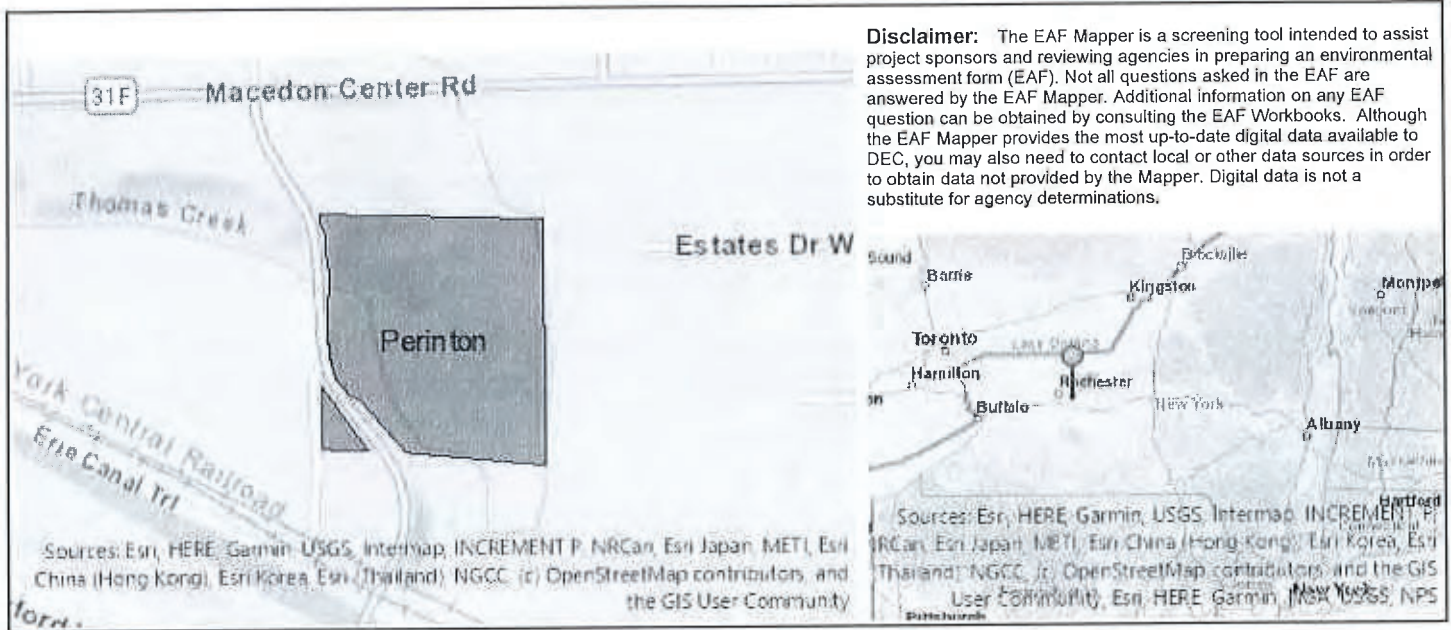 Disclaimer: The EAF Mapper is a screening tool intended to assist
project sponsors and reviewing agencies in preparing an environmental
assessment form (EAF). Not all questions asked in the EAF are
answered by the EAF Mapper. Additional information on any EAF
question can be obtained by consulting the EAF Workbooks. Although
the EAF Mapper provides the most up-to-date digital data available to
DEC, you may also need to contact local or other data sources in order
to obtain data not provided by the Mapper. Digital data is not a
substitute for agency determinations.
31F
Macedon Center Rd
Thomas Creek
Estates Dr W
Perinton
York Central Railroad
Erie Canal Trl
Sources: Esri, HERE, Garmin, USGS, Intermap, INCREMENT P, NRCan, Esri Japan, METI, Esri
China (Hong Kong), Esri Korea, Esri (Thailand), NGCC, (c) OpenStreetMap contributors, and
the GIS User Community
Sound
Barrie
Kingston
Toronto
Hamilton
Rochester
Buffalo
New York
Albany
Hartford
Sources: Esri, HERE, Garmin, USGS, Intermap, INCREMENT P,
NRCan, Esri Japan, METI, Esri China (Hong Kong), Esri Korea, Esri
(Thailand), NGCC, (c) OpenStreetMap contributors, and the GIS
User Community, Esri, HERE, Garmin, USGS, NPS
New York
Pittsburgh